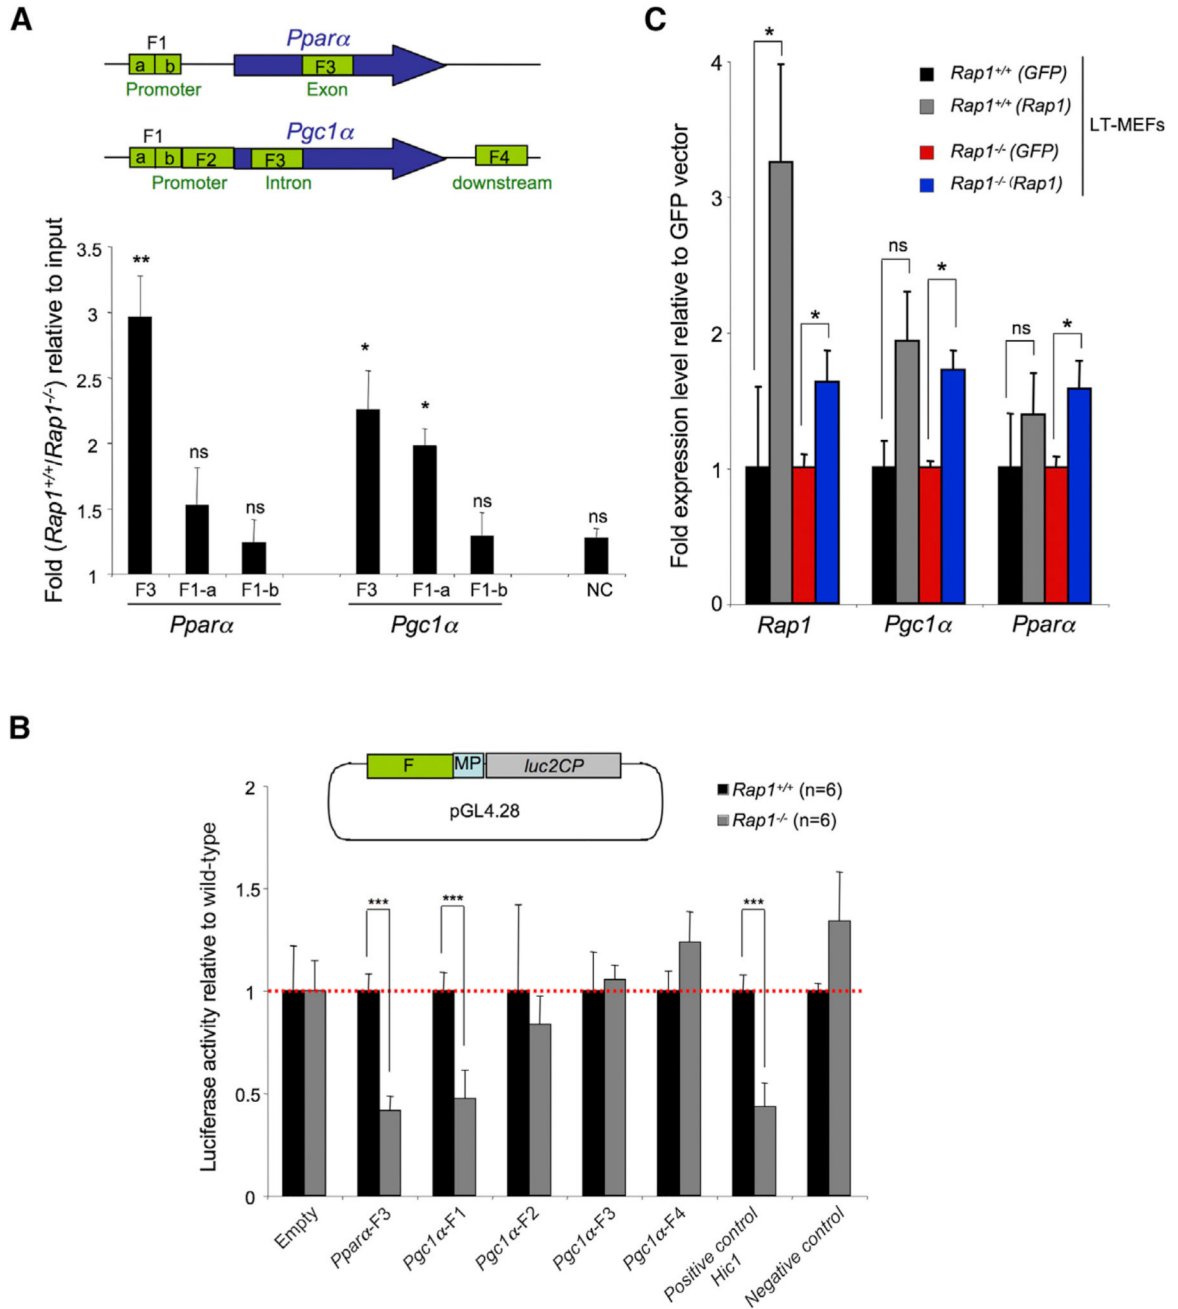 A
F1
Pparα
a b
F3
Promoter
Exon
F1
Pgc1α
a b F2
F3
F4
Promoter
Intron
downstream
Fold (Rap1+/+/Rap1-/-) relative to input
3.5
3
2.5
2
1.5
1
**
ns
ns
*
*
ns
ns
F3 F1-a F1-b F3 F1-a F1-b NC
Pparα Pgc1α
C
Fold expression level relative to GFP vector
4
3
2
1
0
*
*
ns
*
ns
*
Rap1+/+ (GFP)
Rap1+/+ (Rap1)
Rap1-/- (GFP)
Rap1-/- (Rap1)
LT-MEFs
Rap1 Pgc1α Pparα
B
F MP luc2CP
pGL4.28
Rap1+/+ (n=6)
Rap1-/- (n=6)
Luciferase activity relative to wild-type
2
1.5
1
0.5
0
***
***
***
Empty
Pparα-F3
Pgc1α-F1
Pgc1α-F2
Pgc1α-F3
Pgc1α-F4
Positive control
Hic1
Negative control